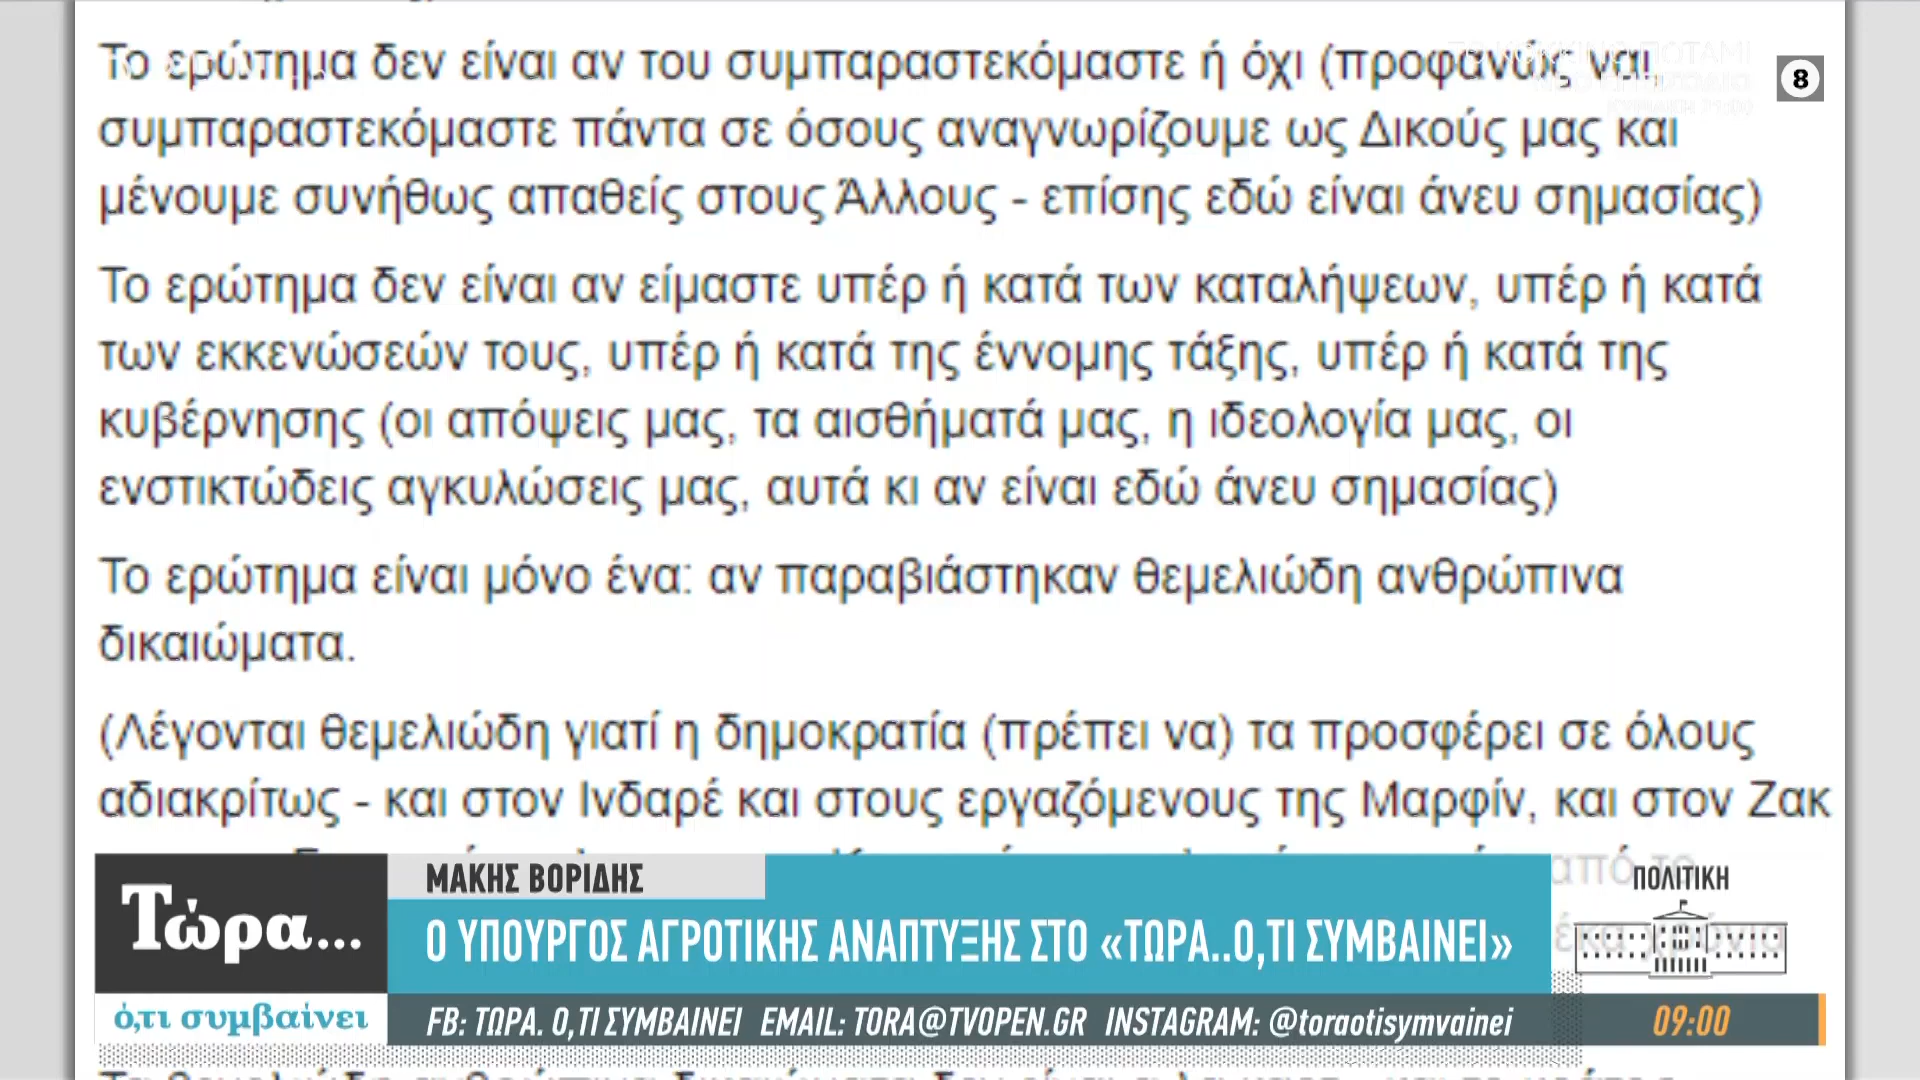 Το ερώτημα δεν είναι αν του συμπαραστεκόμαστε ή όχι (προφανώς ναι,
συμπαραστεκόμαστε πάντα σε όσους αναγνωρίζουμε ως Δικούς μας και
μένουμε συνήθως απαθείς στους Άλλους - επίσης εδώ είναι άνευ σημασίας)
8
Το ερώτημα δεν είναι αν είμαστε υπέρ ή κατά των καταλήψεων, υπέρ ή κατά
των εκκενώσεών τους, υπέρ ή κατά της έννομης τάξης, υπέρ ή κατά της
κυβέρνησης (οι απόψεις μας, τα αισθήματά μας, η ιδεολογία μας, οι
ενστικτώδεις αγκυλώσεις μας, αυτά κι αν είναι εδώ άνευ σημασίας)
Το ερώτημα είναι μόνο ένα: αν παραβιάστηκαν θεμελιώδη ανθρώπινα
δικαιώματα.
(Λέγονται θεμελιώδη γιατί η δημοκρατία (πρέπει να) τα προσφέρει σε όλους
αδιακρίτως - και στον Ινδαρέ και στους εργαζόμενους της Μαρφίν, και στον Ζακ
από το
Τώρα...
ό,τι συμβαίνει
ΜΑΚΗΣ ΒΟΡΙΔΗΣ
Ο ΥΠΟΥΡΓΟΣ ΑΓΡΟΤΙΚΗΣ ΑΝΑΠΤΥΞΗΣ ΣΤΟ «ΤΩΡΑ..Ο,ΤΙ ΣΥΜΒΑΙΝΕΙ»
FB: ΤΩΡΑ. Ο,ΤΙ ΣΥΜΒΑΙΝΕΙ EMAIL: TORA@TVOPEN.GR INSTAGRAM: @toraotisymvainei
ΠΟΛΙΤΙΚΗ
09:00